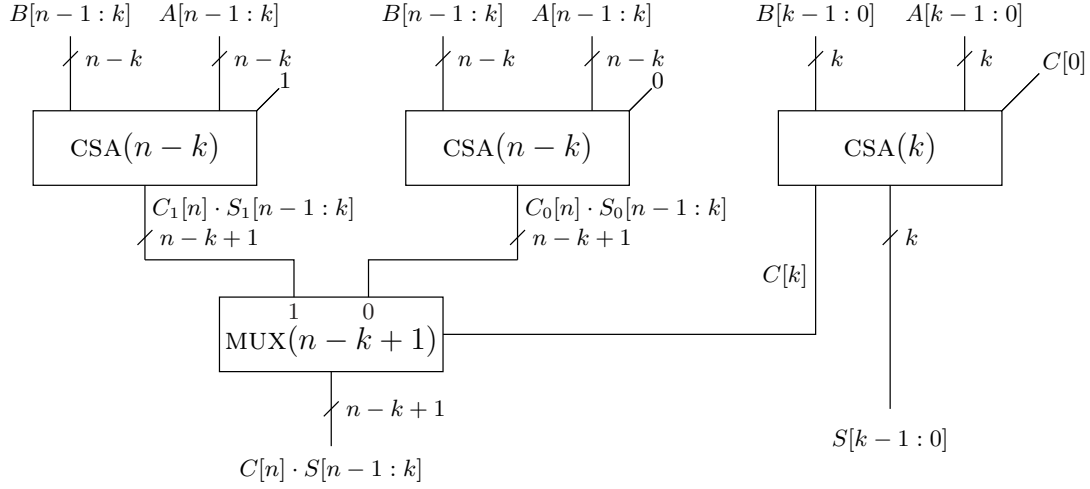 B[n − 1 : k] A[n − 1 : k] B[n − 1 : k] A[n − 1 : k] B[k − 1 : 0] A[k − 1 : 0]
n − k n − k n − k n − k k k C[0]
1 0
CSA(n − k) CSA(n − k) CSA(k)
C₁[n] · S₁[n − 1 : k] C₀[n] · S₀[n − 1 : k]
n − k + 1 n − k + 1 k
C[k]
1 0
MUX(n − k + 1)
n − k + 1
S[k − 1 : 0]
C[n] · S[n − 1 : k]